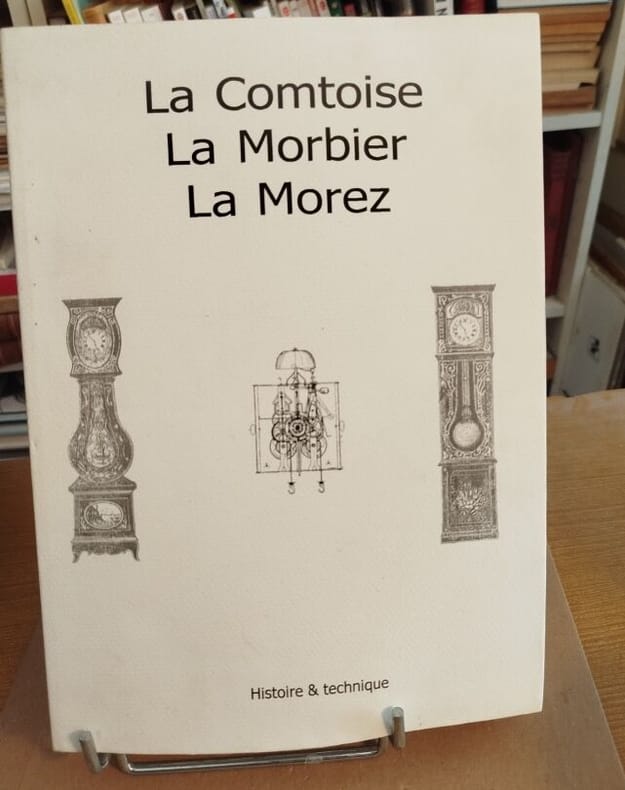 La Comtoise
La Morbier
La Morez
Histoire & technique